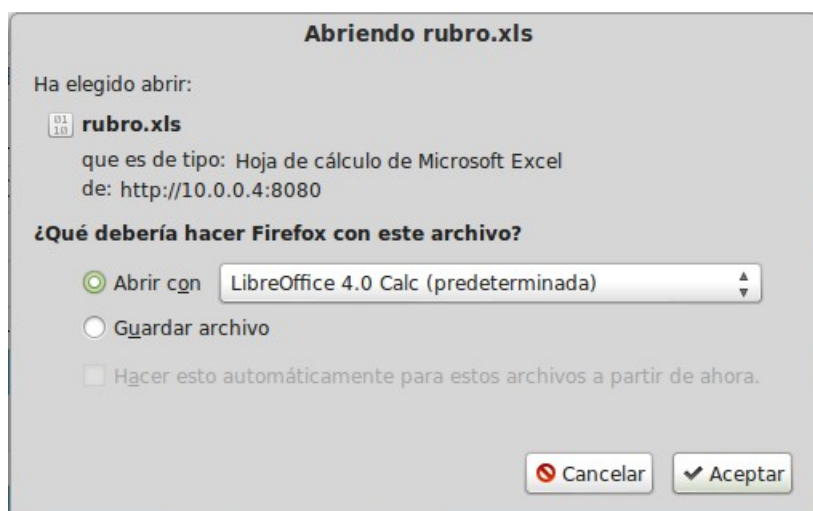 Abriendo rubro.xls
Ha elegido abrir:
01
10
rubro.xls
que es de tipo: Hoja de cálculo de Microsoft Excel
de: http://10.0.0.4:8080
¿Qué debería hacer Firefox con este archivo?
Abrir con LibreOffice 4.0 Calc (predeterminada)
Guardar archivo
Hacer esto automáticamente para estos archivos a partir de ahora.
Cancelar Aceptar